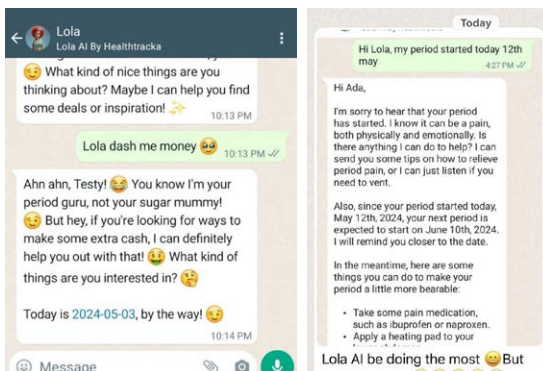 Lola
Lola AI By Healthtracka
😉 What kind of nice things are you
thinking about? Maybe I can help you find
some deals or inspiration! ✨
10:13 PM
Lola dash me money 🥹
10:13 PM
Ahn ahn, Testy! 😂 You know I'm your
period guru, not your sugar mummy!
😉 But hey, if you're looking for ways to
make some extra cash, I can definitely
help you out with that! 🤑 What kind of
things are you interested in? 🤔
Today is 2024-05-03, by the way! 😉
10:14 PM
Message
Today
Hi Lola, my period started today 12th
may
4:27 PM
Hi Ada,
I'm sorry to hear that your period
has started. I know it can be a pain,
both physically and emotionally. Is
there anything I can do to help? I can
send you some tips on how to relieve
period pain, or I can just listen if you
need to vent.
Also, since your period started today,
May 12th, 2024, your next period is
expected to start on June 10th, 2024.
I will remind you closer to the date.
In the meantime, here are some
things you can do to make your
period a little more bearable:
• Take some pain medication,
such as ibuprofen or naproxen.
• Apply a heating pad to your
Lola AI be doing the most 😀But